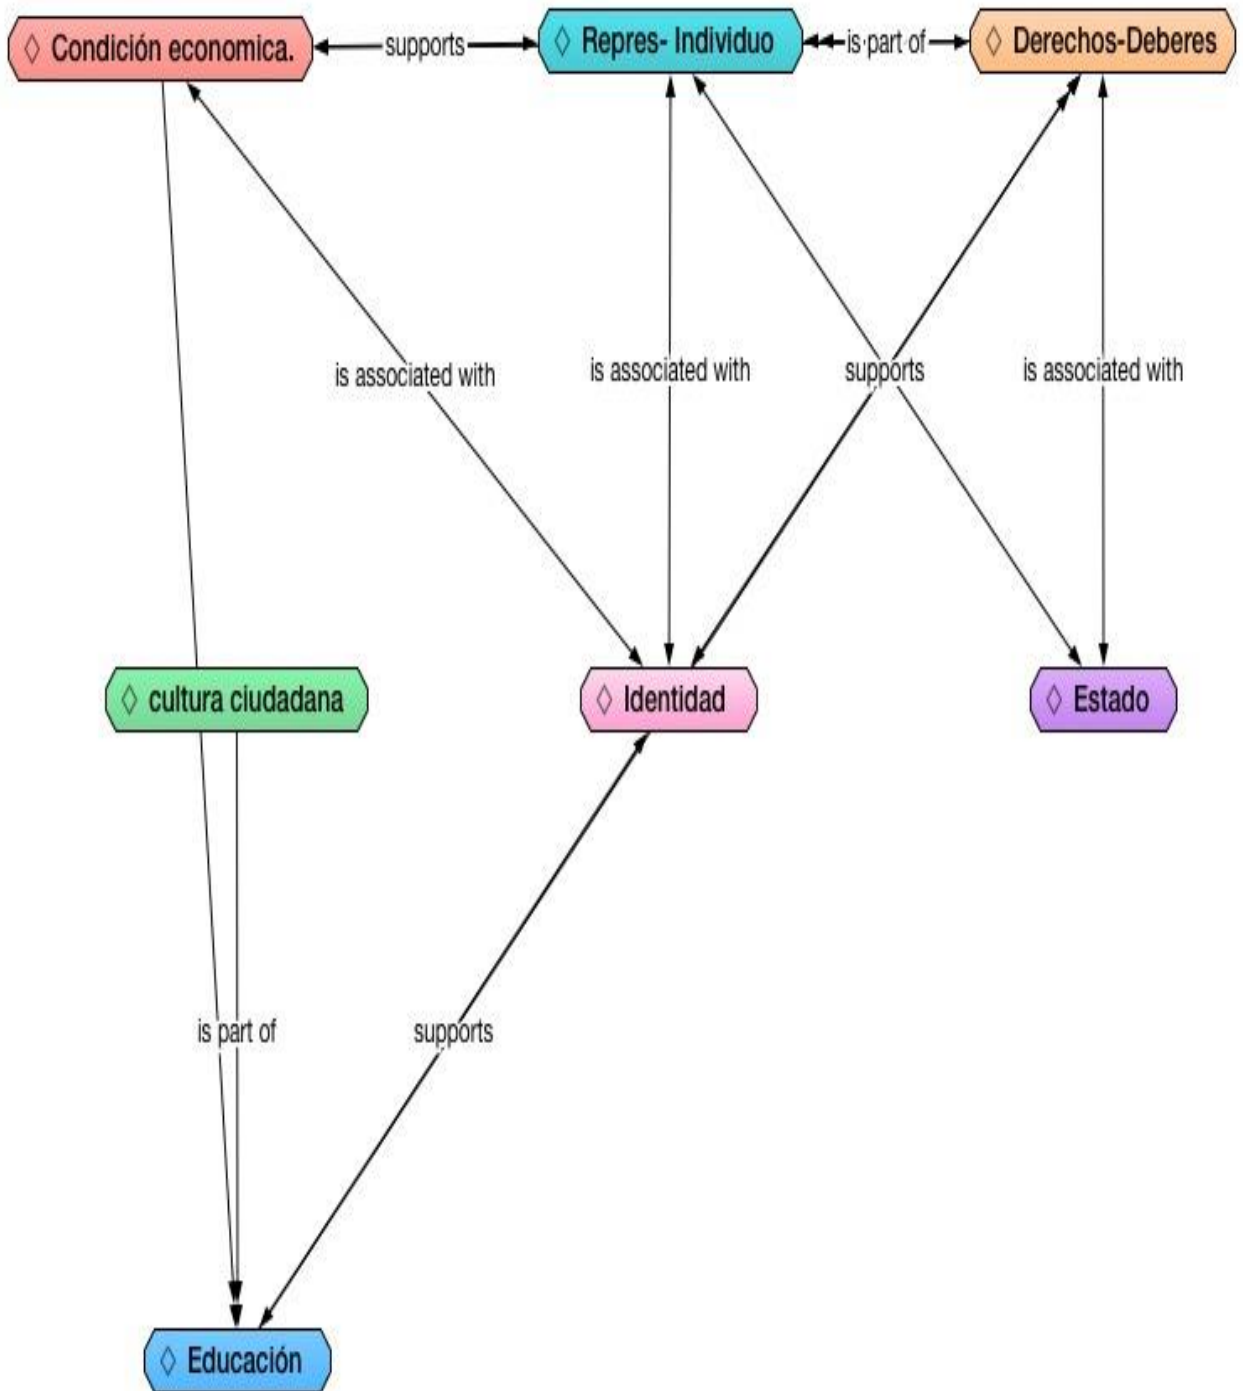 ◇ Condición economica.
supports
◇ Repres- Individuo
is part of
◇ Derechos-Deberes
is associated with
is associated with
supports
is associated with
◇ cultura ciudadana
◇ Identidad
◇ Estado
is part of
supports
◇ Educación